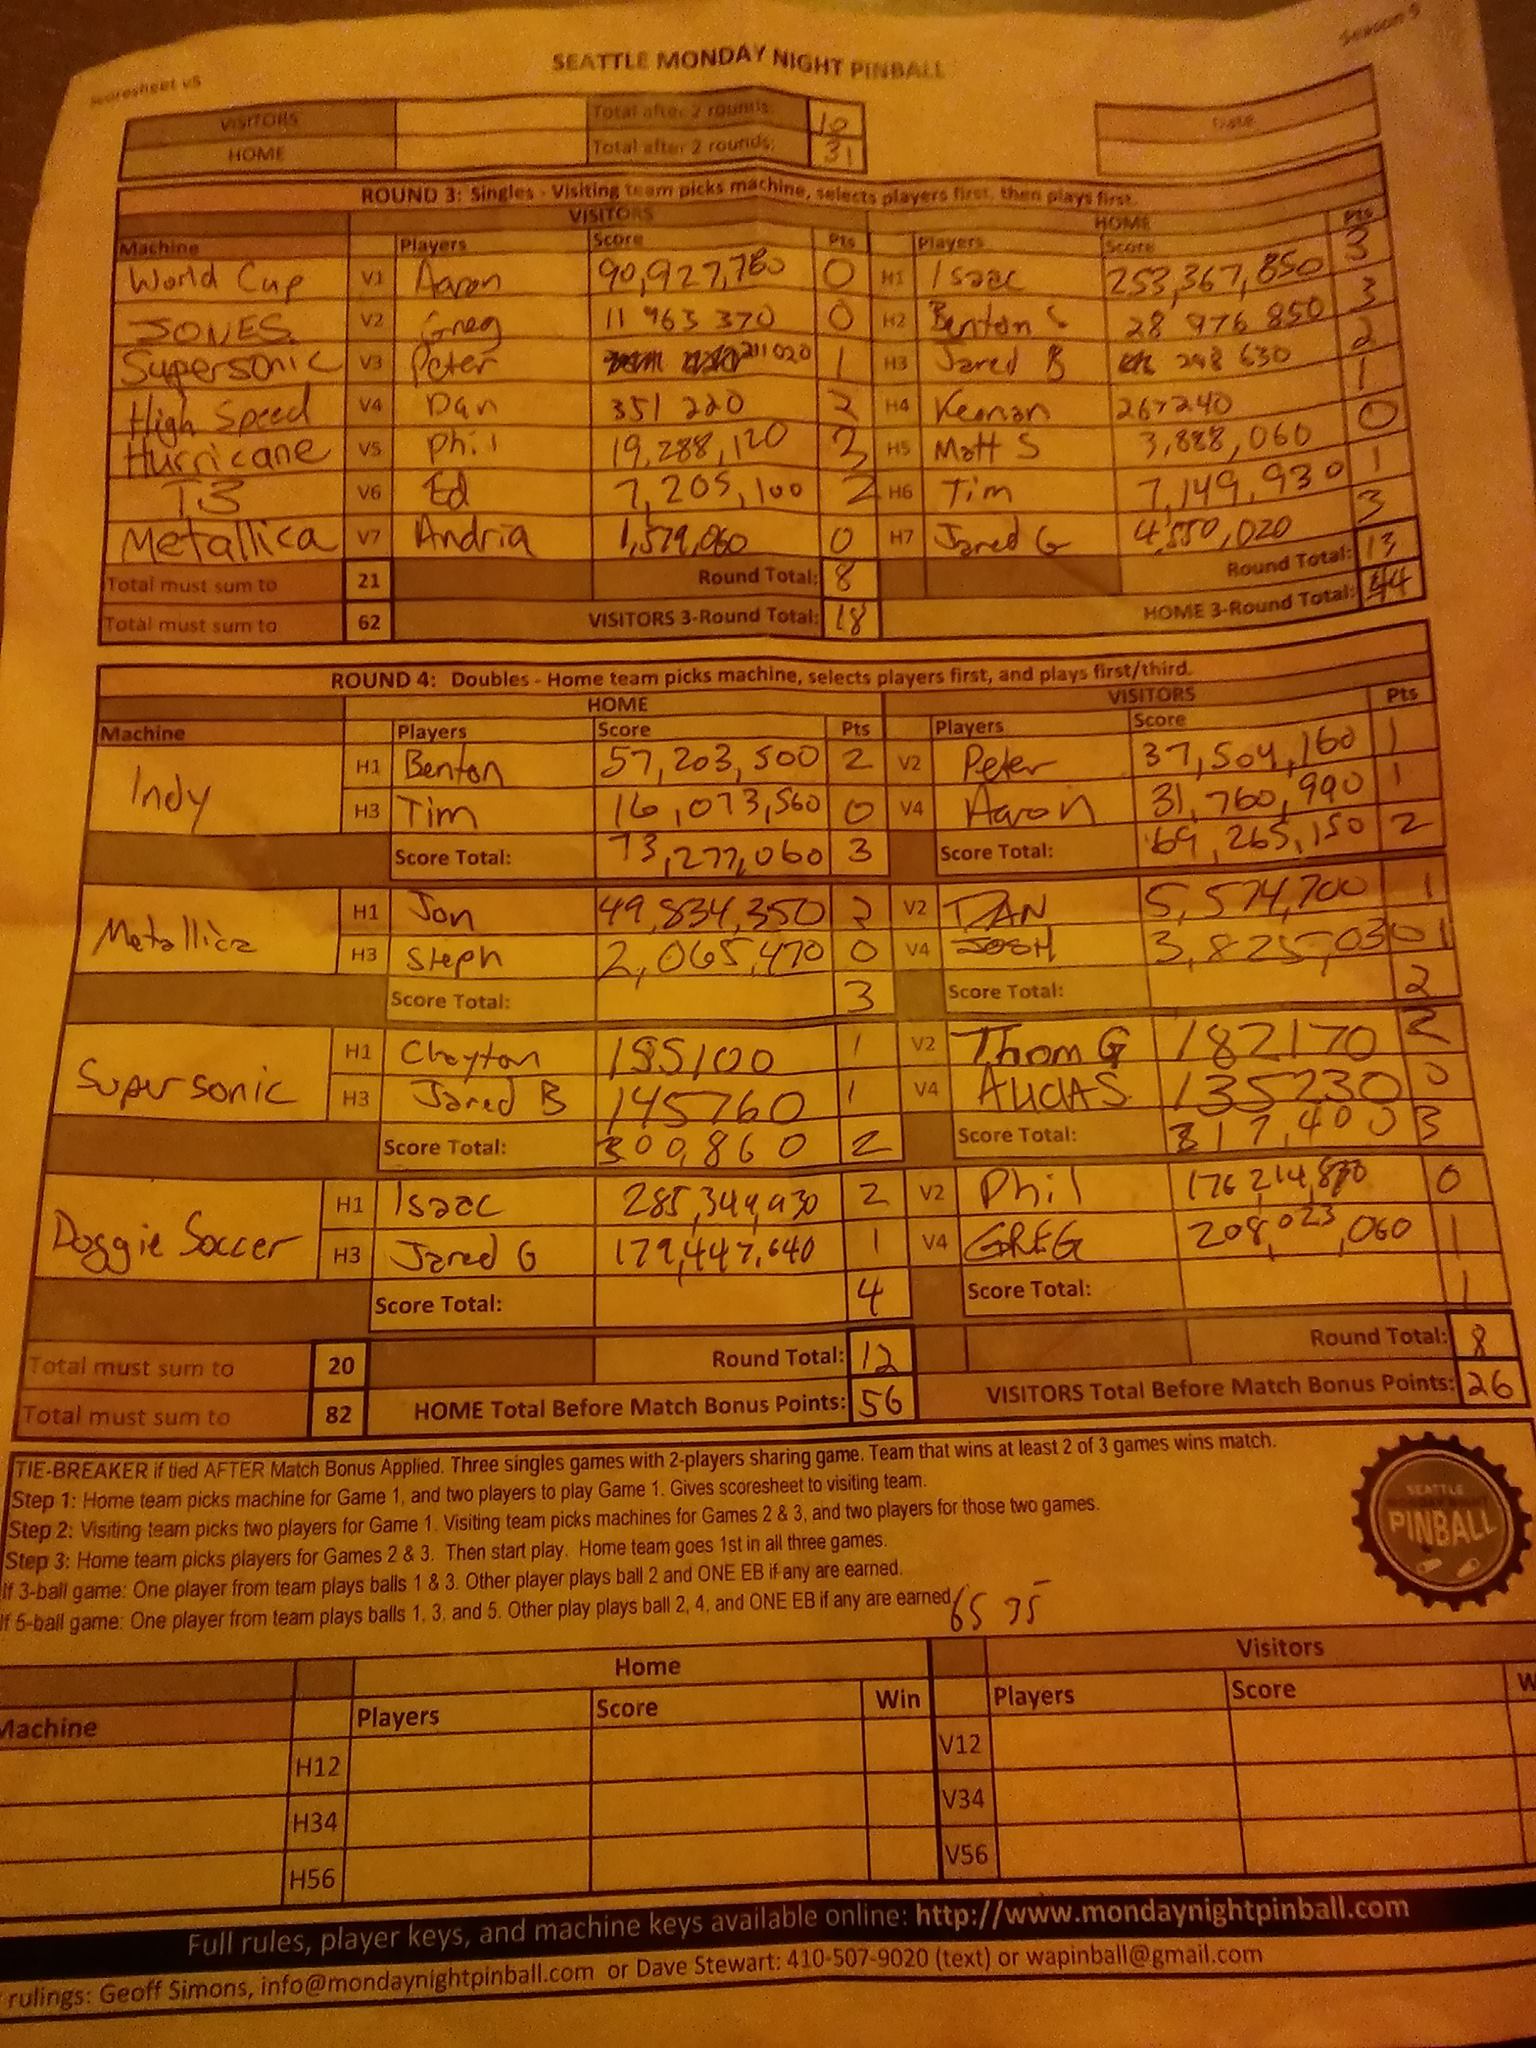 Scoresheet v5
Season 5
SEATTLE MONDAY NIGHT PINBALL
VISITORS Total after 2 rounds: 10 Date
HOME Total after 2 rounds: 31
ROUND 3: Singles - Visiting team picks machine, selects players first, then plays first.
VISITORS HOME
Machine Players Score Pts Players Score Pts
World Cup V1 Aaron 90,927,780 0 H1 Isaac 253,367,850 3
JONES V2 Greg 11 963 370 0 H2 Benton S 28 976 850 3
Supersonic V3 Peter 211020 1 H3 Jared B 298 630 2
High Speed V4 Dan 351 220 2 H4 Keenan 267240 1
Hurricane V5 Phil 19,288,120 3 H5 Matt S 3,888,060 0
T3 V6 Ed 7,205,100 2 H6 Tim 7,149,930 1
Metallica V7 Andria 1,579,060 0 H7 Jared G 4,550,020 3
Total must sum to 21 Round Total: 8 Round Total: 13
Total must sum to 62 VISITORS 3-Round Total: 18 HOME 3-Round Total: 44
ROUND 4: Doubles - Home team picks machine, selects players first, and plays first/third.
HOME VISITORS
Machine Players Score Pts Players Score Pts
Indy H1 Benton 57,203,500 2 V2 Peter 37,504,160 1
H3 Tim 16,073,560 0 V4 Aaron 31,760,990 1
Score Total: 73,277,060 3 Score Total: 69,265,150 2
Metallica H1 Jon 49,834,350 2 V2 DAN 5,574,700 1
H3 Steph 2,065,470 0 V4 JOSH 3,825,030 1
Score Total: 3 Score Total: 2
Supersonic H1 Clayton 155100 1 V2 Thom G 182170 2
H3 Jared B 145760 1 V4 ALICIA S. 135230 0
Score Total: 300,860 2 Score Total: 317,400 3
Doggie Soccer H1 Isaac 285,349,930 2 V2 Phil 176,214,870 0
H3 Jared G 179,447,640 1 V4 GREG 208,023,060 1
Score Total: 4 Score Total: 1
Total must sum to 20 Round Total: 12 Round Total: 8
Total must sum to 82 HOME Total Before Match Bonus Points: 56 VISITORS Total Before Match Bonus Points: 26
TIE-BREAKER if tied AFTER Match Bonus Applied. Three singles games with 2-players sharing game. Team that wins at least 2 of 3 games wins match.
Step 1: Home team picks machine for Game 1, and two players to play Game 1. Gives scoresheet to visiting team.
Step 2: Visiting team picks two players for Game 1. Visiting team picks machines for Games 2 & 3, and two players for those two games.
Step 3: Home team picks players for Games 2 & 3. Then start play. Home team goes 1st in all three games.
If 3-ball game: One player from team plays balls 1 & 3. Other player plays ball 2 and ONE EB if any are earned.
If 5-ball game: One player from team plays balls 1, 3, and 5. Other play plays ball 2, 4, and ONE EB if any are earned
65 35
SEATTLE
MONDAY NIGHT
PINBALL
Home Visitors
Machine Players Score Win Players Score W
H12 V12
H34 V34
H56 V56
Full rules, player keys, and machine keys available online: http://www.mondaynightpinball.com
rulings: Geoff Simons, info@mondaynightpinball.com or Dave Stewart: 410-507-9020 (text) or wapinball@gmail.com